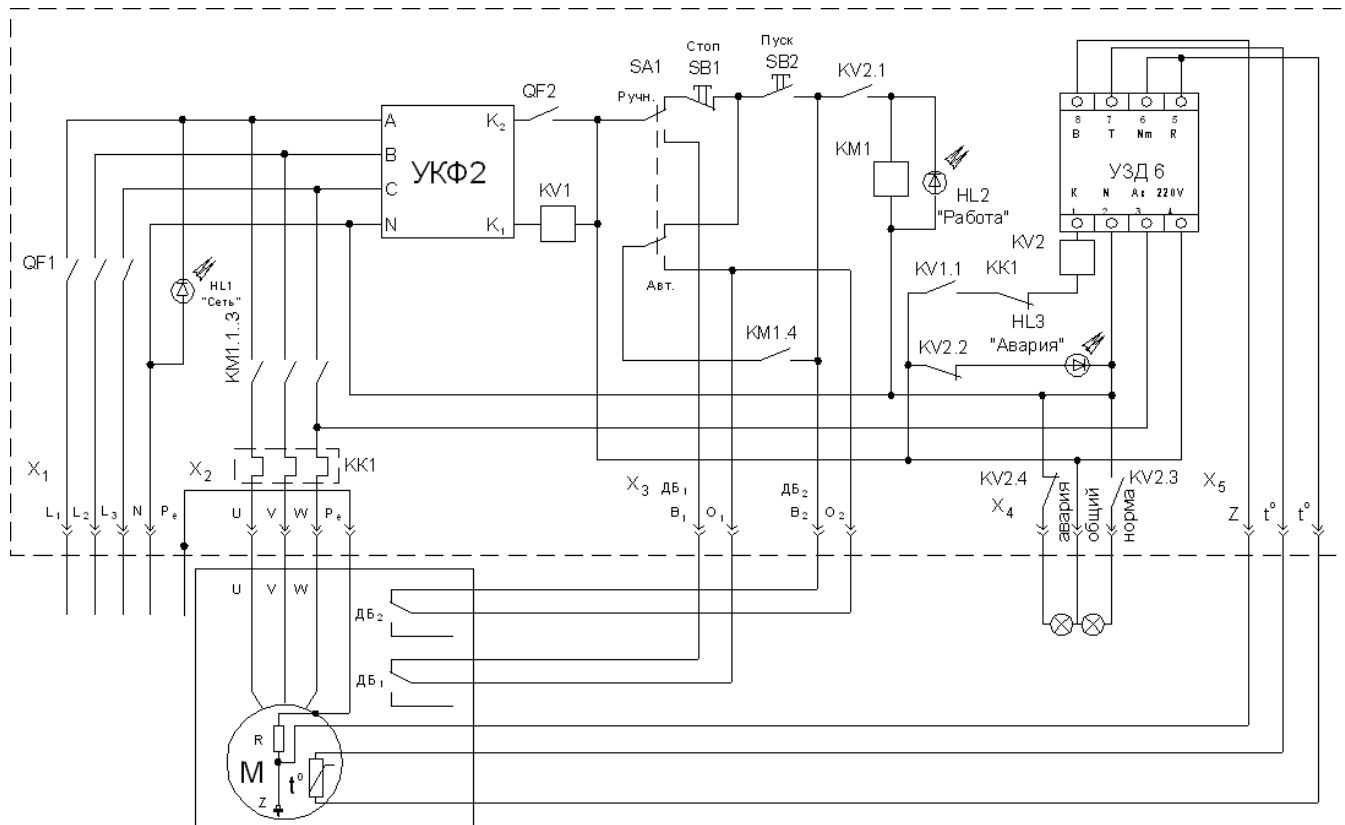 Стоп
SB1
Пуск
SB2
SA1
Ручн.
QF2
KV2.1
A
B
C
N
K2
K1
УКФ2
KV1
KM1
HL2
"Работа"
8 7 6 5
B T Nm R
УЗД 6
K N A: 220V
1 2 3 4
QF1
HL1
"Сеть"
KM1.1..3
Авт.
KM1.4
KV2
KV1.1
KK1
HL3
"Авария"
KV2.2
X1
X2
KK1
X3
ДБ1
ДБ2
KV2.4
X4
авария
общий
норма
KV2.3
X5
L1 L2 L3 N Pe
U V W Pe
B1 O1
B2 O2
Z t° t°
U V W
ДБ2
ДБ1
R
M
t°
Z